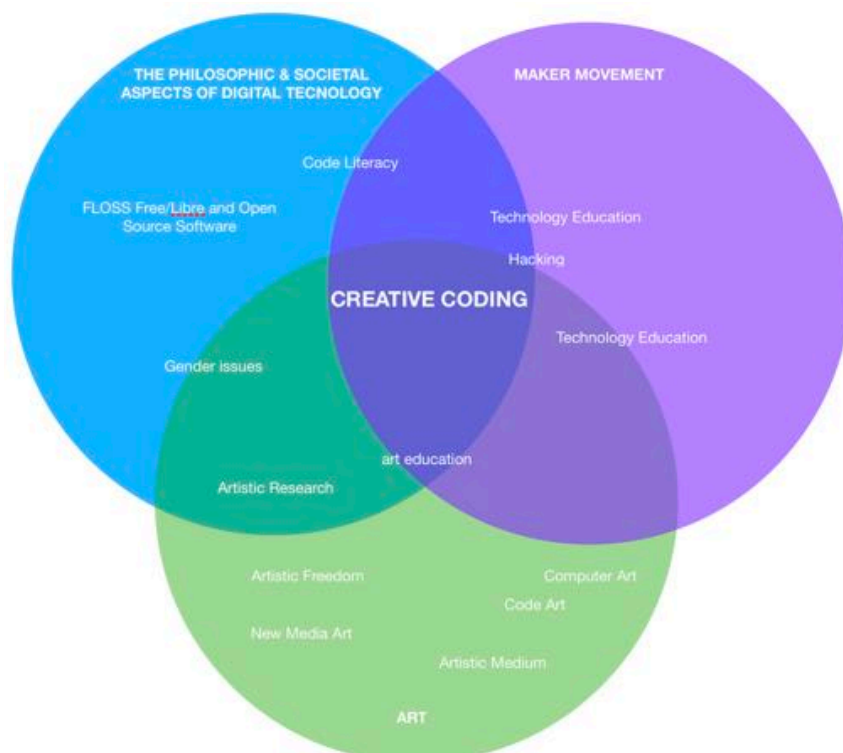 THE PHILOSOPHIC & SOCIETAL
ASPECTS OF DIGITAL TECNOLOGY
MAKER MOVEMENT
Code Literacy
FLOSS Free/Libre and Open
Source Software
Technology Education
Hacking
CREATIVE CODING
Technology Education
Gender issues
art education
Artistic Research
Artistic Freedom
Computer Art
Code Art
New Media Art
Artistic Medium
ART